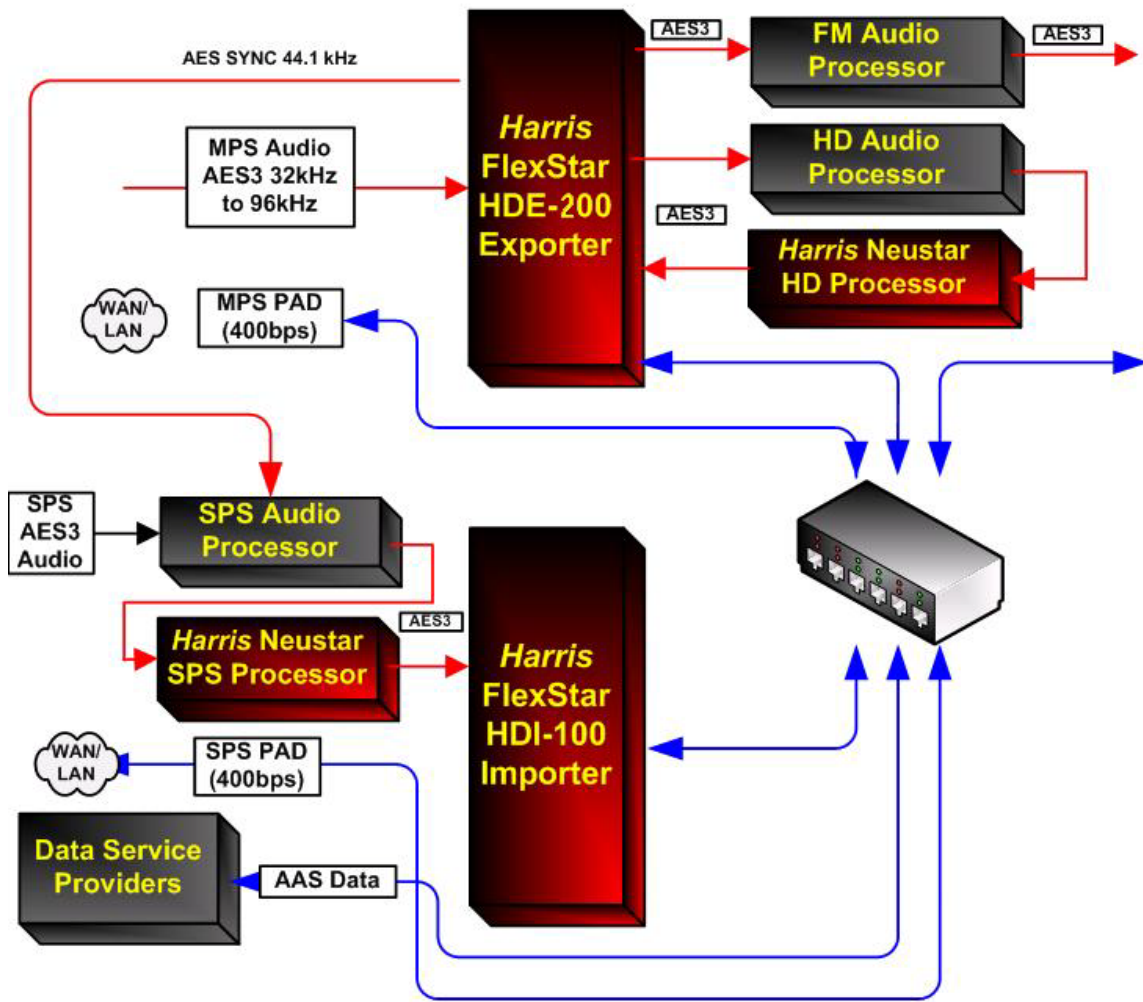 AES SYNC 44.1 kHz
MPS Audio
AES3 32kHz
to 96kHz
Harris
FlexStar
HDE-200
Exporter
AES3
FM Audio
Processor
AES3
HD Audio
Processor
AES3
Harris Neustar
HD Processor
WAN/
LAN
MPS PAD
(400bps)
SPS
AES3
Audio
SPS Audio
Processor
Harris Neustar
SPS Processor
AES3
Harris
FlexStar
HDI-100
Importer
WAN/
LAN
SPS PAD
(400bps)
Data Service
Providers
AAS Data